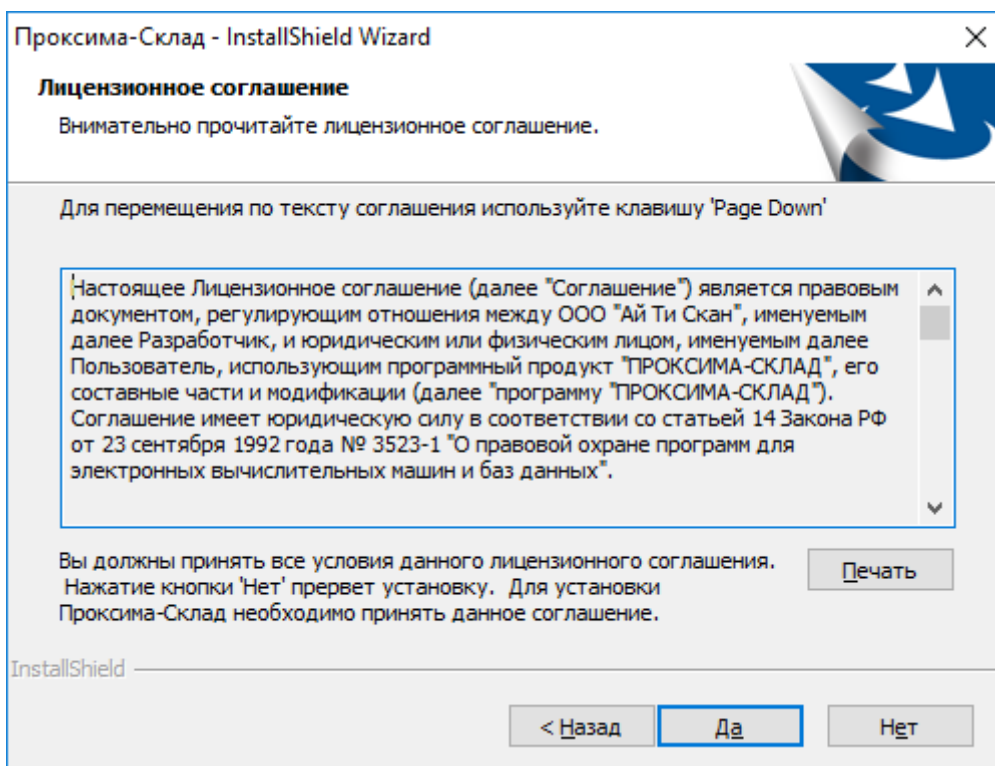 Проксима-Склад - InstallShield Wizard
Лицензионное соглашение
Внимательно прочитайте лицензионное соглашение.
Для перемещения по тексту соглашения используйте клавишу 'Page Down'
Настоящее Лицензионное соглашение (далее "Соглашение") является правовым
документом, регулирующим отношения между ООО "Ай Ти Скан", именуемым
далее Разработчик, и юридическим или физическим лицом, именуемым далее
Пользователь, использующим программный продукт "ПРОКСИМА-СКЛАД", его
составные части и модификации (далее "программу "ПРОКСИМА-СКЛАД").
Соглашение имеет юридическую силу в соответствии со статьей 14 Закона РФ
от 23 сентября 1992 года № 3523-1 "О правовой охране программ для
электронных вычислительных машин и баз данных".
Вы должны принять все условия данного лицензионного соглашения.
Нажатие кнопки 'Нет' прервет установку.  Для установки
Проксима-Склад необходимо принять данное соглашение.
Печать
InstallShield
< Назад
Да
Нет